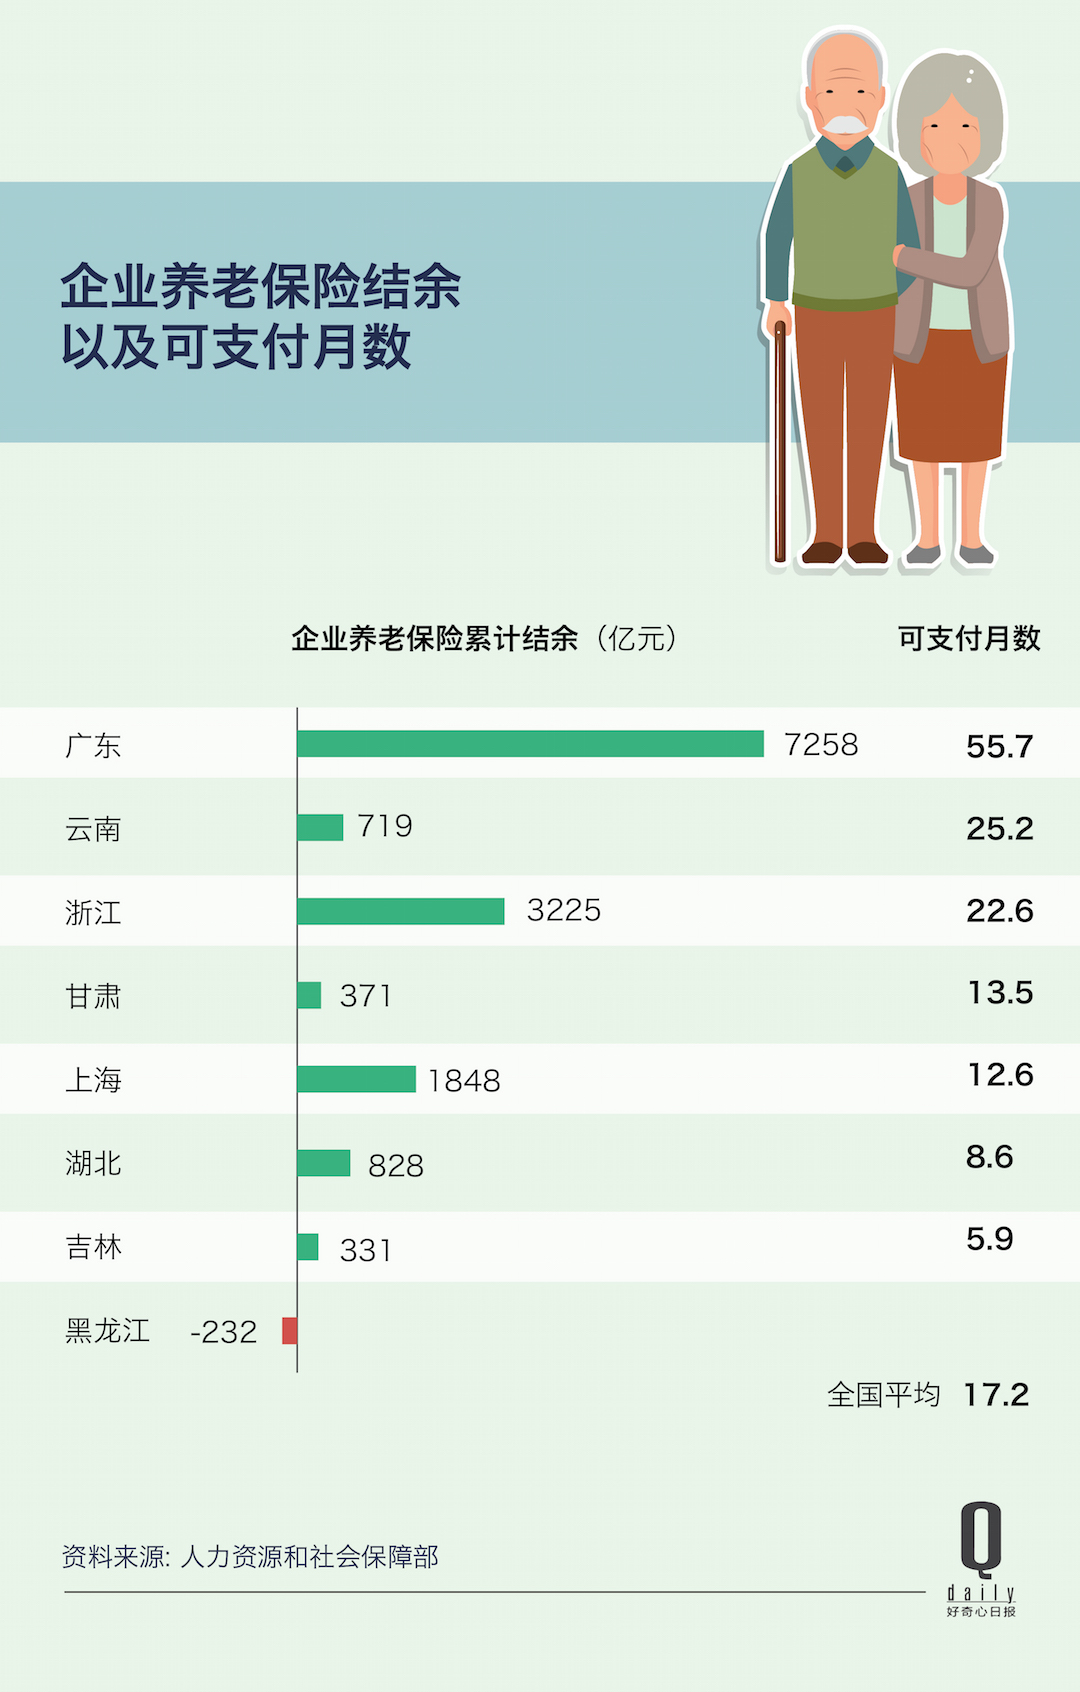 企业养老保险结余
以及可支付月数
企业养老保险累计结余（亿元） 可支付月数
广东 7258 55.7
云南 719 25.2
浙江 3225 22.6
甘肃 371 13.5
上海 1848 12.6
湖北 828 8.6
吉林 331 5.9
黑龙江 -232
全国平均 17.2
资料来源: 人力资源和社会保障部
Q
daily
好奇心日报